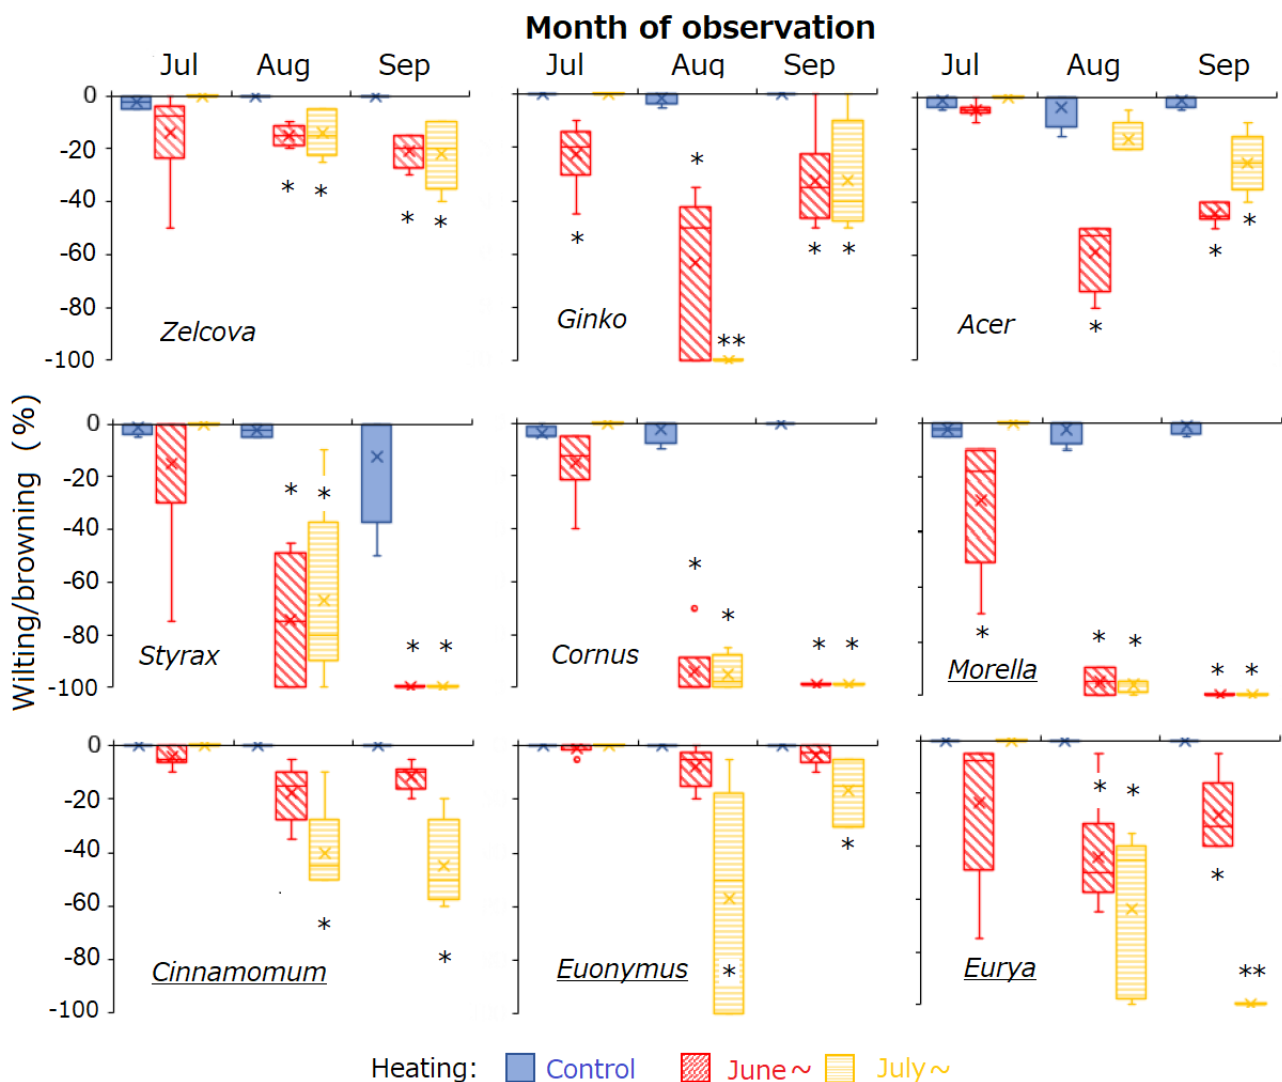 Month of observation
Jul Aug Sep Jul Aug Sep Jul Aug Sep
Wilting/browning (%)
0
-20
-40
-60
-80
-100
* * * *
Zelcova
* * ** * *
Ginko
* * *
Acer
0
-20
-40
-60
-80
-100
* * * *
Styrax
* * * *
Cornus
* * * * *
Morella
0
-20
-40
-60
-80
-100
* *
Cinnamomum
* *
Euonymus
* * * **
Eurya
Heating: Control June~ July~